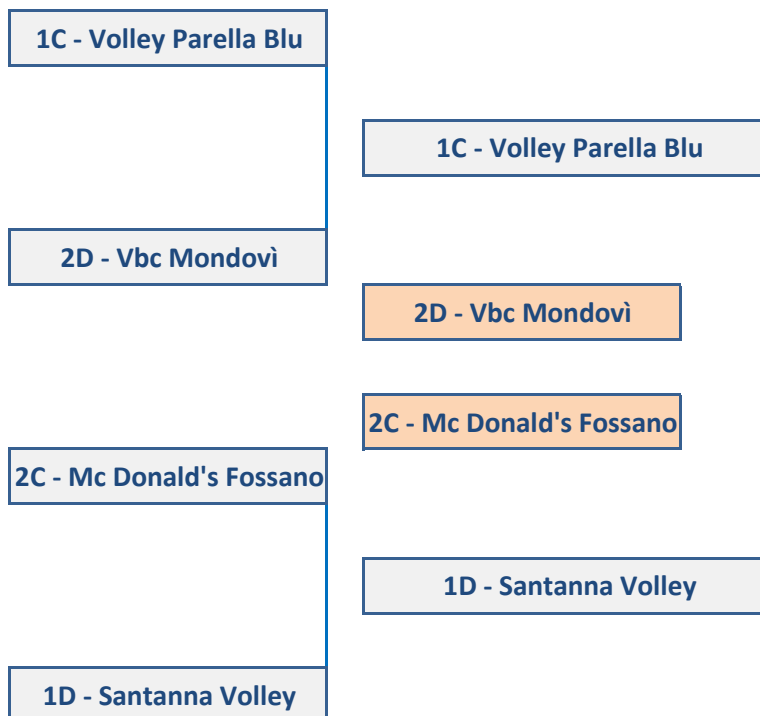 1C - Volley Parella Blu
1C - Volley Parella Blu
2D - Vbc Mondovì
2D - Vbc Mondovì
2C - Mc Donald's Fossano
2C - Mc Donald's Fossano
1D - Santanna Volley
1D - Santanna Volley